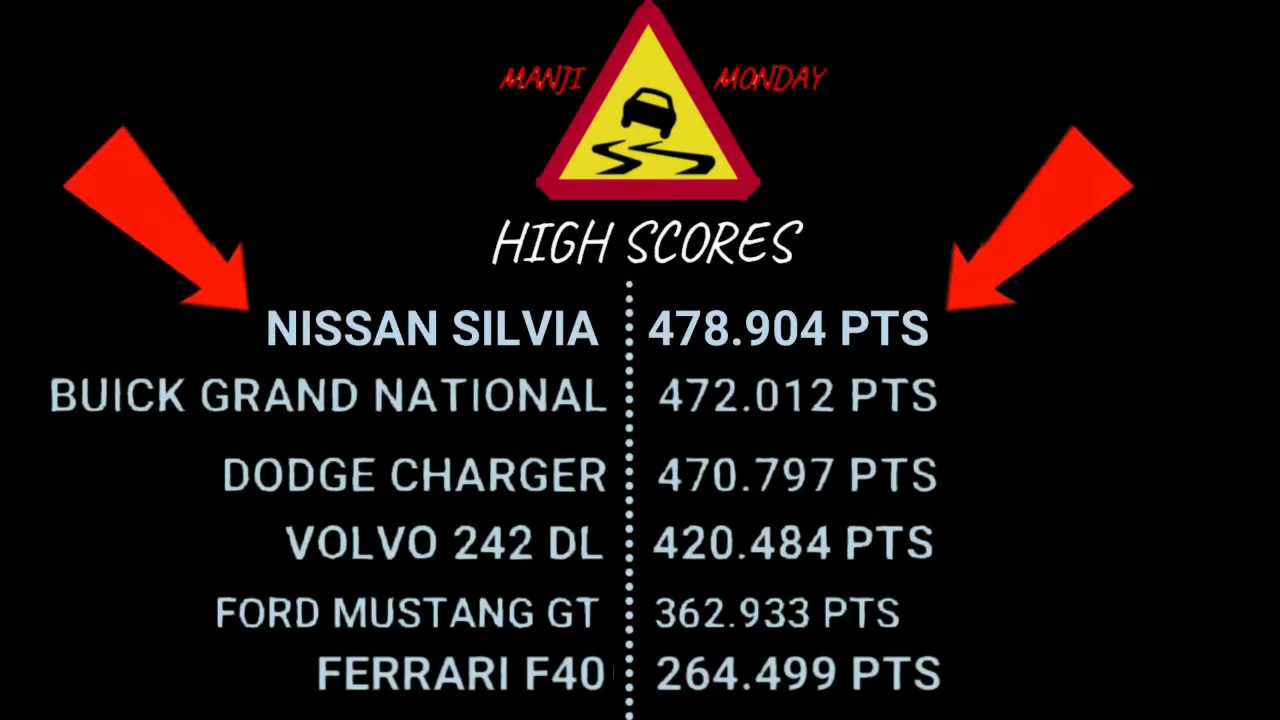 MANJI MONDAY
HIGH SCORES
NISSAN SILVIA 478.904 PTS
BUICK GRAND NATIONAL 472.012 PTS
DODGE CHARGER 470.797 PTS
VOLVO 242 DL 420.484 PTS
FORD MUSTANG GT 362.933 PTS
FERRARI F40 264.499 PTS